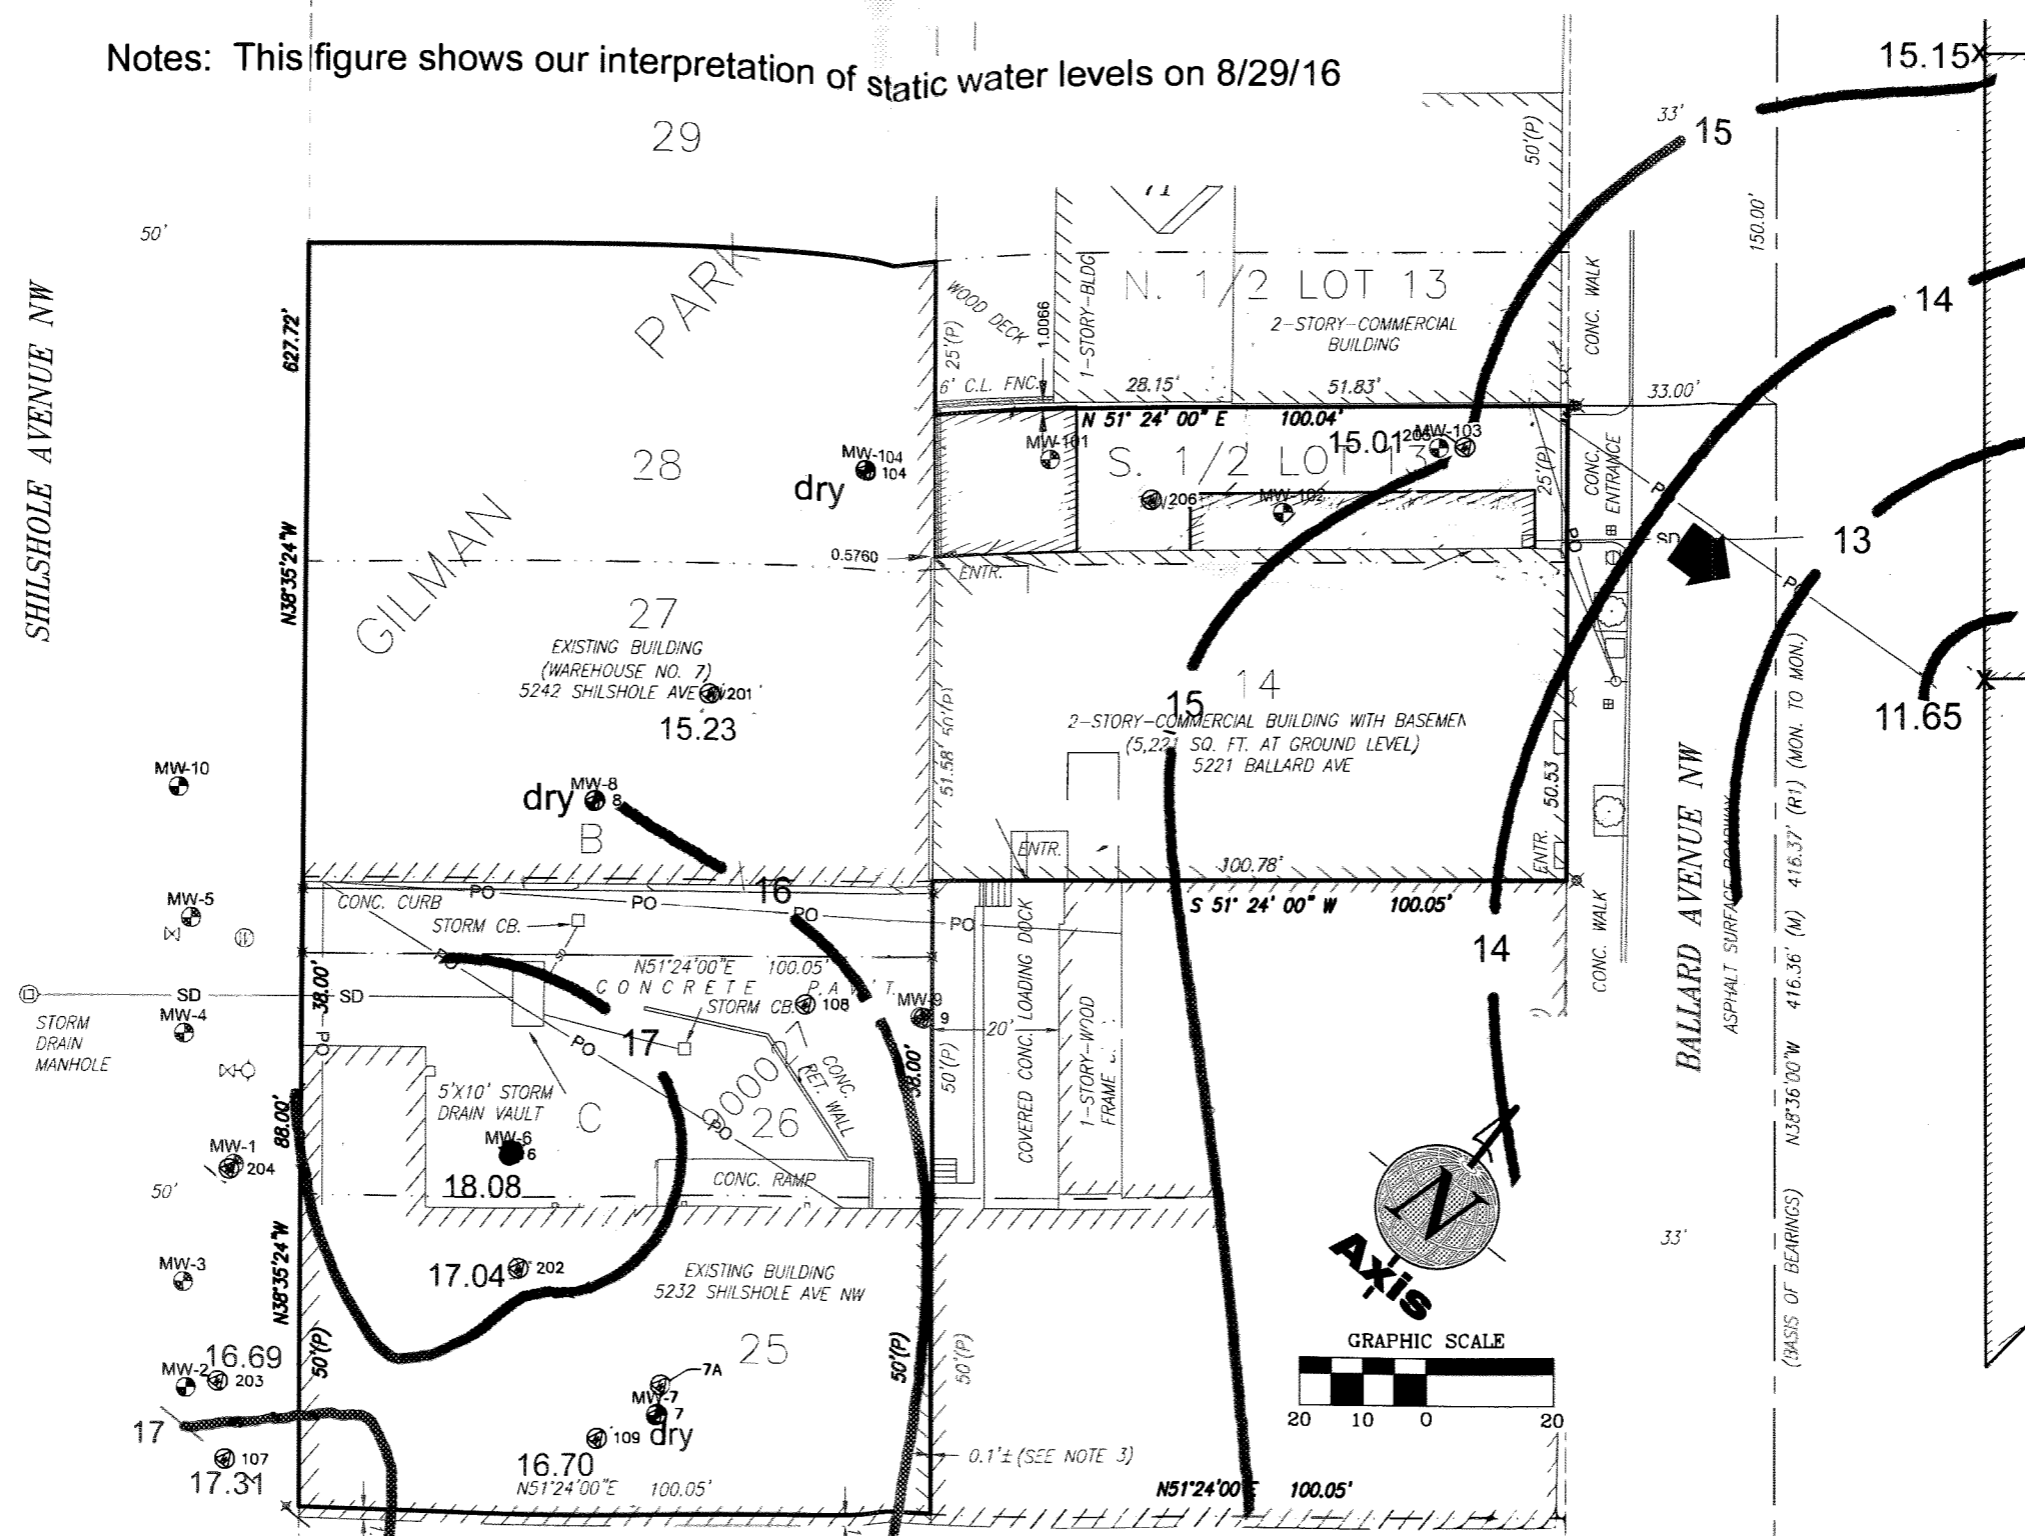 Notes: This figure shows our interpretation of static water levels on 8/29/16
15.15
29
50'(P)
33'
15
150.00'
50'
PARK
WOOD DECK
1.0066
1-STORY-BLDG
N. 1/2 LOT 13
2-STORY-COMMERCIAL
BUILDING
CONC. WALK
14
SHILSHOLE AVENUE NW
627.72'
25'(P)
6' C.L. FNC.
28.15'
51.83'
33.00'
N 51° 24' 00" E 100.04'
MW-101
15.01
MW-103
S. 1/2 LOT 13
MW-104
104
dry
28
206
MW-102
25'(P)
CONC.
ENTRANCE
GILMAN
N38°35'24"W
0.5760
ENTR.
PO
13
27
EXISTING BUILDING
(WAREHOUSE NO. 7)
5242 SHILSHOLE AVE
201
15.23
51.58'
50'(P)
14
15
2-STORY-COMMERCIAL BUILDING WITH BASEMEN
(5,221 SQ. FT. AT GROUND LEVEL)
5221 BALLARD AVE
11.65
MW-10
MW-8
8
dry
B
50.53
ENTR.
ENTR.
100.78'
16
CONC. CURB
PO
PO
PO
PO
S 51° 24' 00" W 100.05'
MW-5
STORM CB.
14
CONC. WALK
BALLARD AVENUE NW
ASPHALT SURFACE ROADWAY
416.36' (M) 416.37' (R1) (MON. TO MON.)
N38°36'00"W
(BASIS OF BEARINGS)
N51°24'00"E 100.05'
CONCRETE
STORM CB.
108
MW-9
9
SD
SD
38.00'
MW-4
STORM
DRAIN
MANHOLE
17
PO
PO
CONC.
RET. WALL
38.00'
50'(P)
20'
COVERED CONC. LOADING DOCK
1-STORY-WOOD
FRAME
5'X10' STORM
DRAIN VAULT
C
26
PO
88.00'
MW-1
204
MW-6
6
18.08
CONC. RAMP
50'
N
Axis
33'
MW-3
17.04
202
EXISTING BUILDING
5232 SHILSHOLE AVE NW
N38°35'24"W
50'(P)
25
50'(P)
50'(P)
GRAPHIC SCALE
20 10 0 20
16.69
MW-2
203
7A
MW-7
7
dry
17
107
17.31
109
16.70
0.1'± (SEE NOTE 3)
N51°24'00"E 100.05'
N51°24'00"E 100.05'